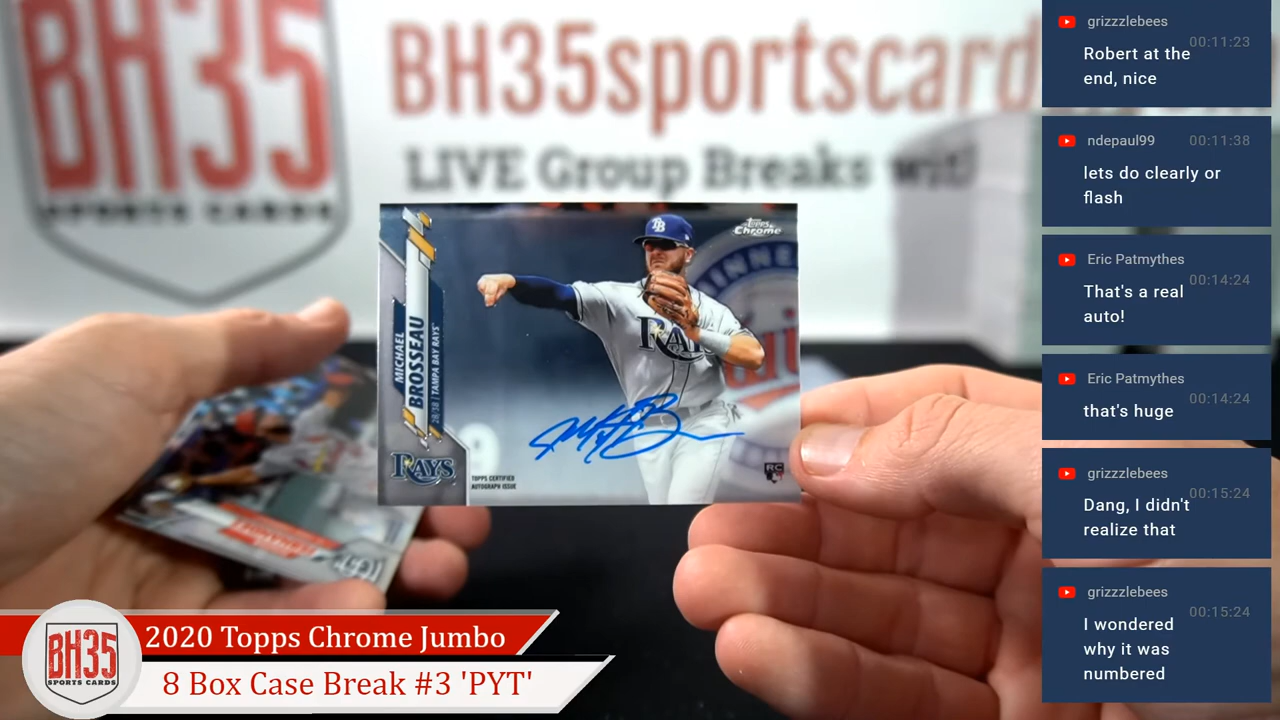 BH35
SPORTS CARDS
BH35sportscard
LIVE Group Breaks wit
TB
Topps
Chrome
MICHAEL
BROSSEAU
TAMPA BAY RAYS
RAYS
RAYS
TOPPS CERTIFIED
AUTOGRAPH ISSUE
RC
BH35
SPORTS CARDS
2020 Topps Chrome Jumbo
8 Box Case Break #3 'PYT'
grizzzlebees
00:11:23
Robert at the
end, nice
ndepaul99 00:11:38
lets do clearly or
flash
Eric Patmythes
00:14:24
That's a real
auto!
Eric Patmythes
00:14:24
that's huge
grizzzlebees
00:15:24
Dang, I didn't
realize that
grizzzlebees
00:15:24
I wondered
why it was
numbered